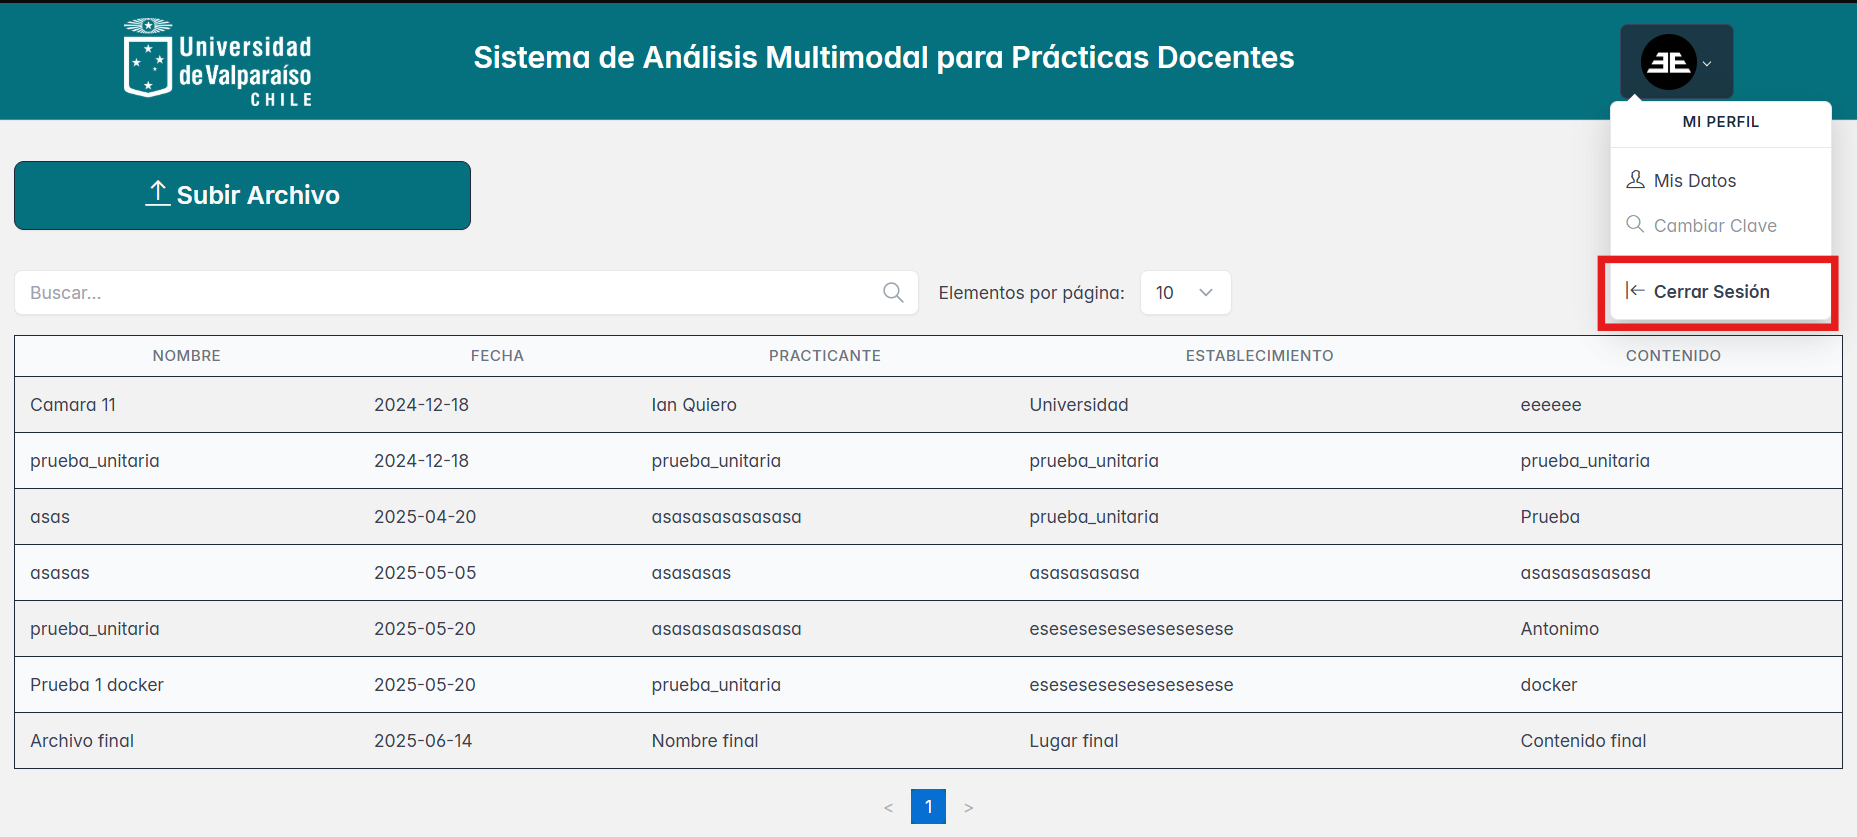 Universidad
de Valparaíso
CHILE
Sistema de Análisis Multimodal para Prácticas Docentes
MI PERFIL
Mis Datos
Cambiar Clave
Cerrar Sesión
Subir Archivo
Buscar...
Elementos por página: 10
NOMBRE FECHA PRACTICANTE ESTABLECIMIENTO CONTENIDO
Camara 11 2024-12-18 Ian Quiero Universidad eeeeee
prueba_unitaria 2024-12-18 prueba_unitaria prueba_unitaria prueba_unitaria
asas 2025-04-20 asasasasasasasa prueba_unitaria Prueba
asasas 2025-05-05 asasasas asasasasasa asasasasasasa
prueba_unitaria 2025-05-20 asasasasasasasa esesesesesesesesese Antonimo
Prueba 1 docker 2025-05-20 prueba_unitaria esesesesesesesesese docker
Archivo final 2025-06-14 Nombre final Lugar final Contenido final
< 1 >